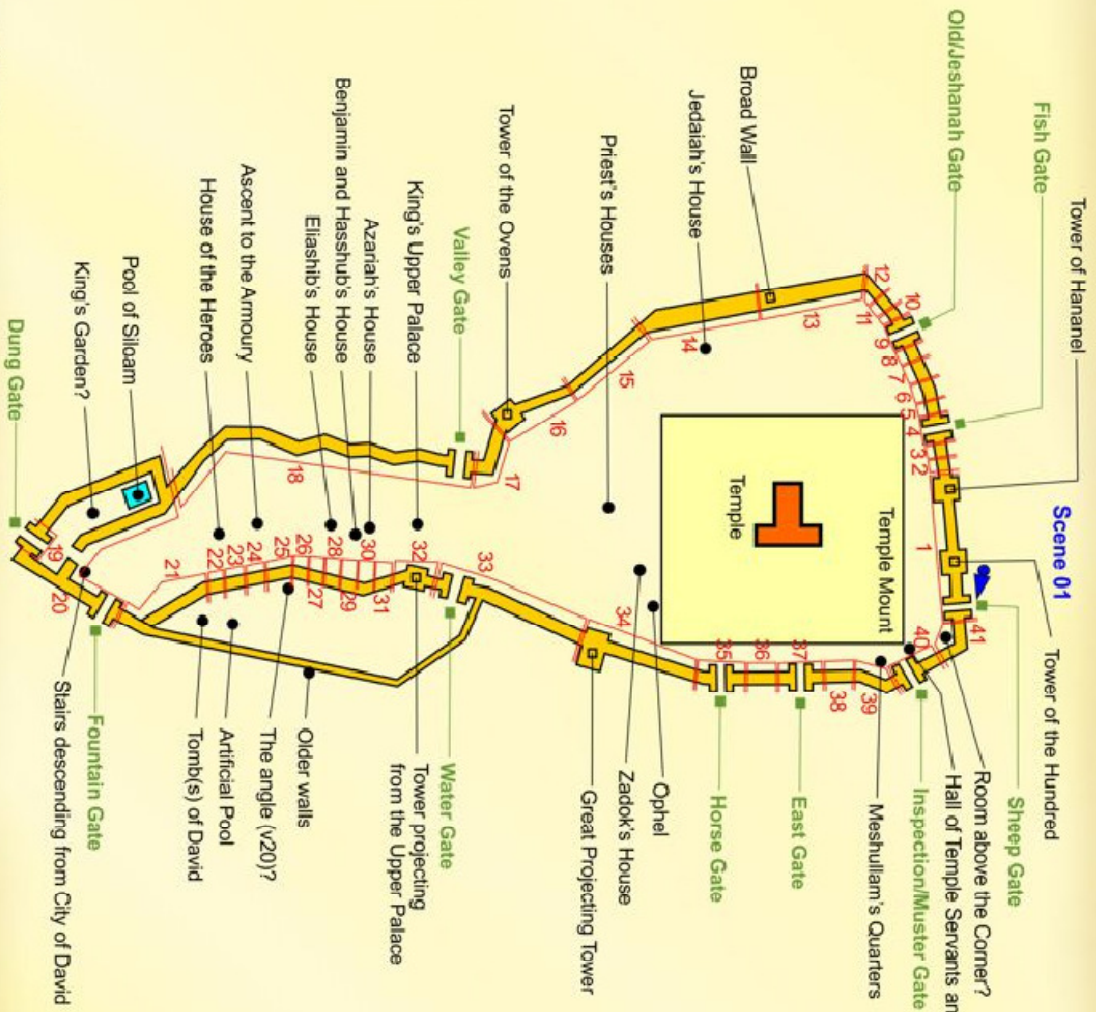 Old/Jeshanah Gate
Fish Gate
Tower of Hananel
Broad Wall
Jedaiah's House
Priest's Houses
Tower of the Ovens
Valley Gate
King's Upper Palace
Azariah's House
Benjamin and Hasshub's House
Eliashib's House
Ascent to the Armoury
House of the Heroes
Pool of Siloam
King's Garden?
Dung Gate
Scene 01
Tower of the Hundred
Sheep Gate
Room above the Corner?
Hall of Temple Servants an
Inspection/Muster Gate
Meshullam's Quarters
East Gate
Horse Gate
Ophel
Zadok's House
Great Projecting Tower
Tower projecting
from the Upper Palace
Water Gate
Older walls
The angle (v20)?
Artificial Pool
Tomb(s) of David
Fountain Gate
Stairs descending from City of David
Temple Mount
Temple
1
2
3
4
5
6
7
8
9
10
11
12
13
14
15
16
17
18
19
20
21
22
23
24
25
26
27
28
29
30
31
32
33
34
35
36
37
38
39
40
41